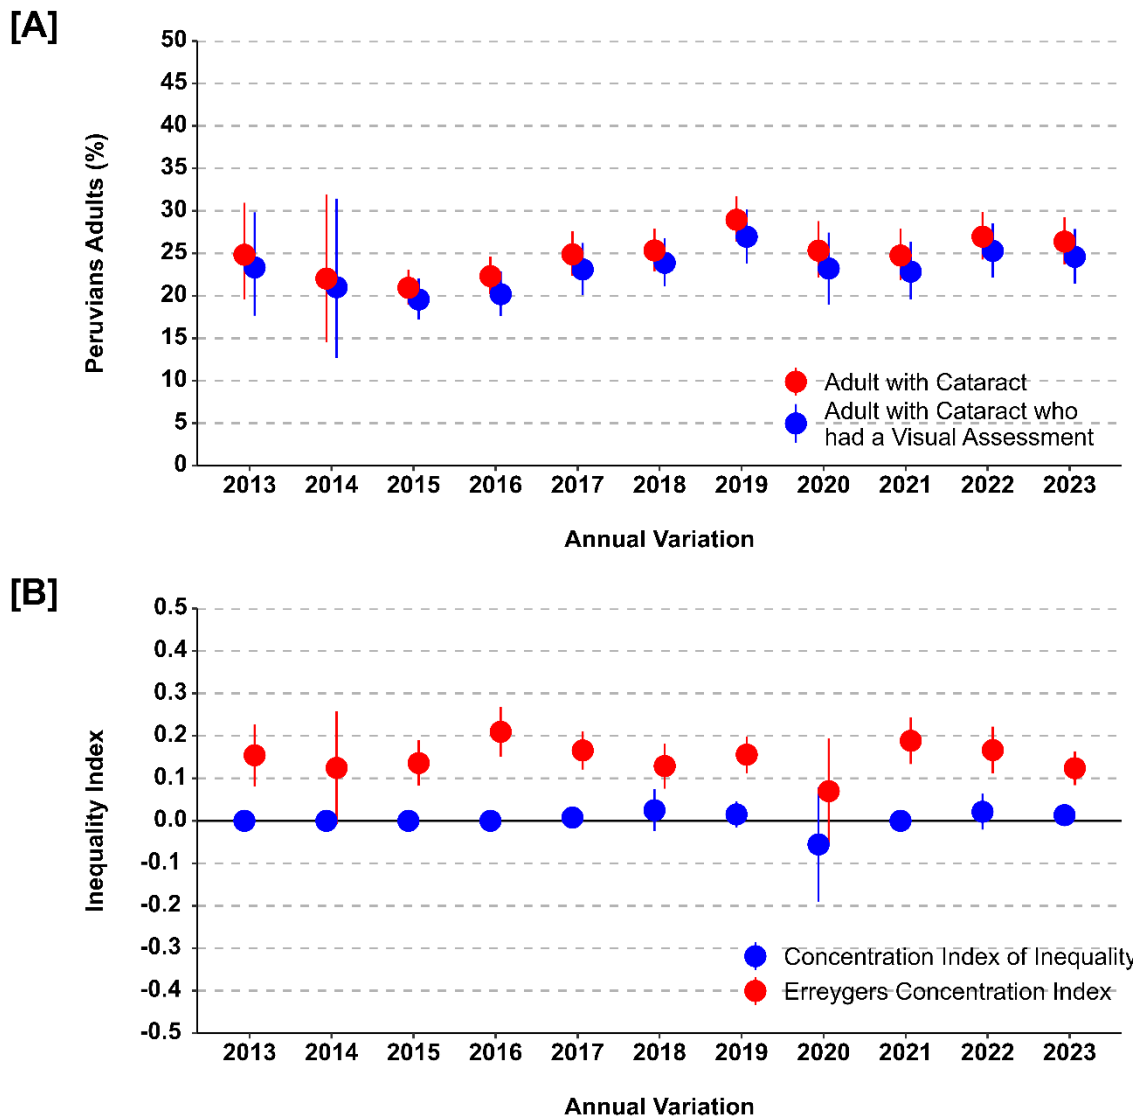 [A]
Peruvians Adults (%)
50
45
40
35
30
25
20
15
10
5
0
Adult with Cataract
Adult with Cataract who
had a Visual Assessment
2013 2014 2015 2016 2017 2018 2019 2020 2021 2022 2023
Annual Variation
[B]
Inequality Index
0.5
0.4
0.3
0.2
0.1
0.0
-0.1
-0.2
-0.3
-0.4
-0.5
Concentration Index of Inequality
Erreygers Concentration Index
2013 2014 2015 2016 2017 2018 2019 2020 2021 2022 2023
Annual Variation